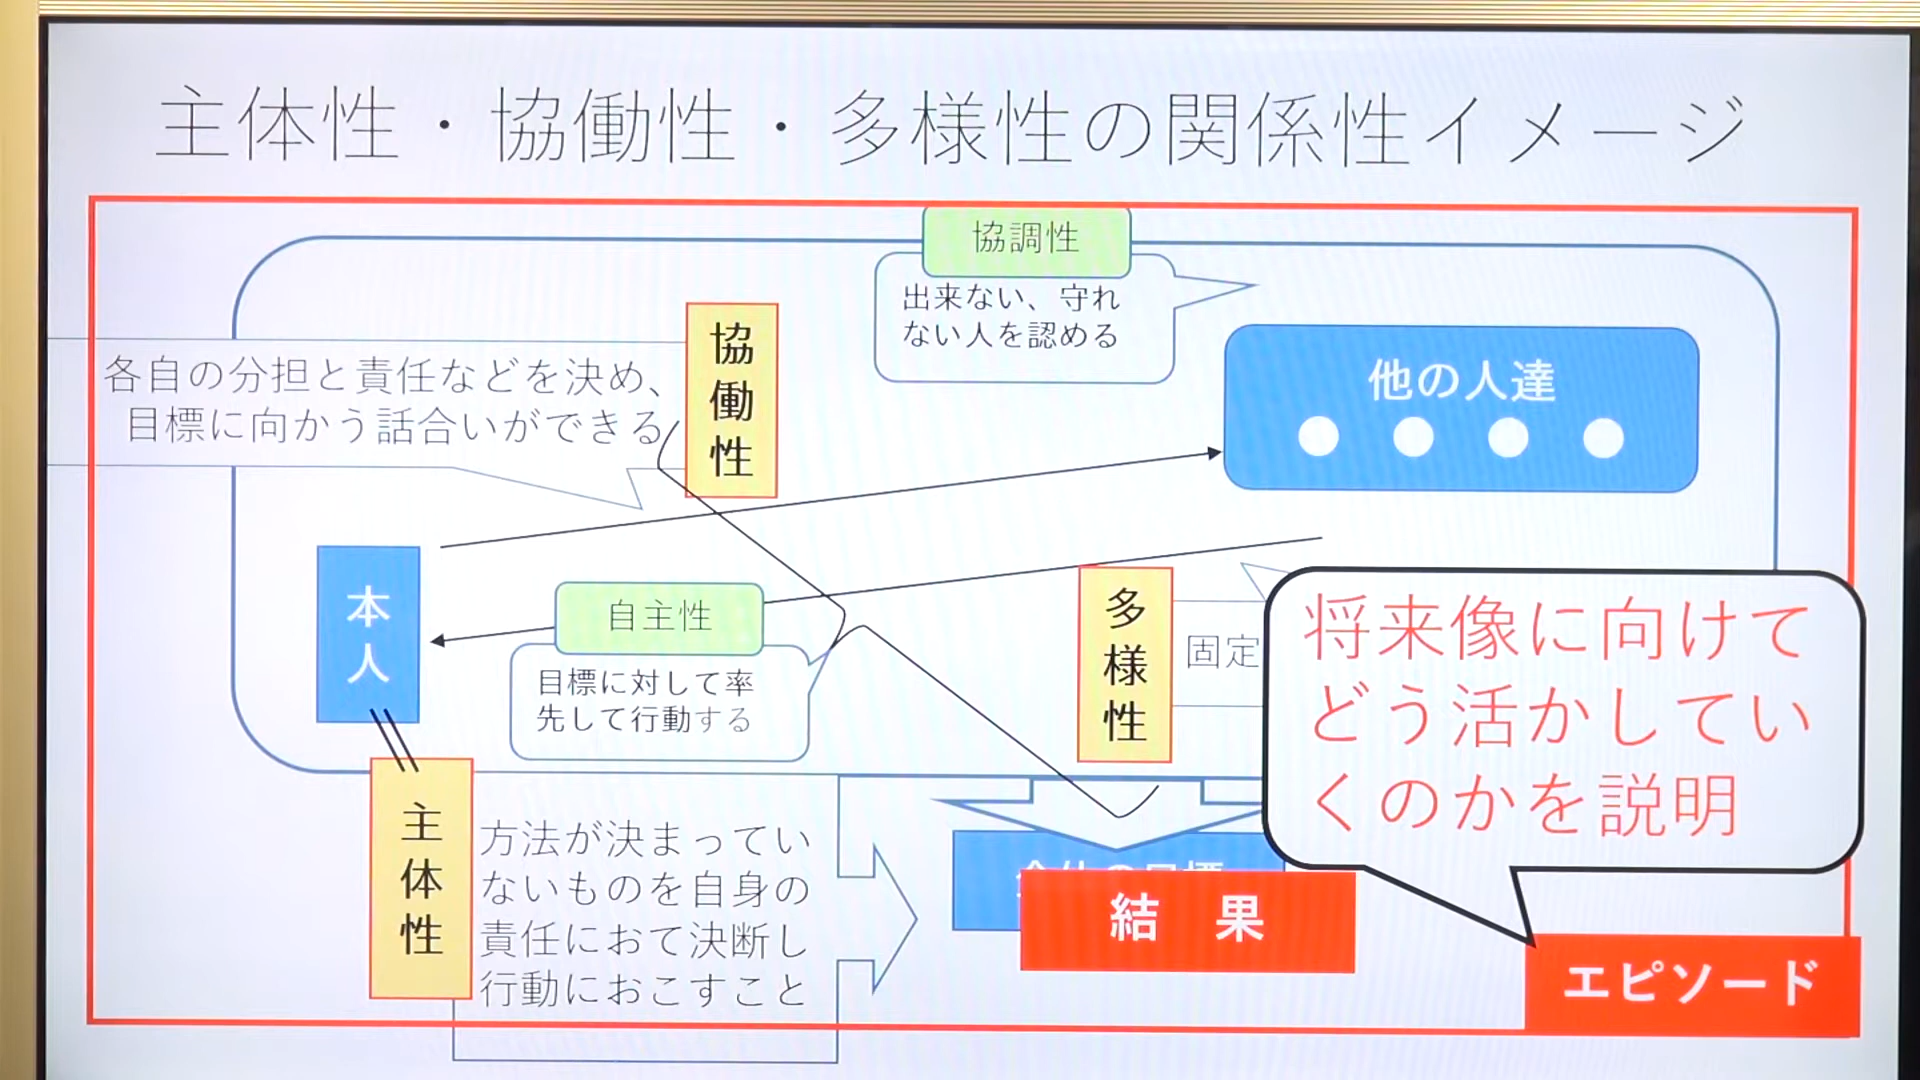 主体性・協働性・多様性の関係性イメージ
協調性
出来ない、守れ
ない人を認める
協働性
各自の分担と責任などを決め、
目標に向かう話合いができる
他の人達
本人
自主性
目標に対して率
先して行動する
多様性
固定
将来像に向けて
どう活かしてい
くのかを説明
主体性
方法が決まってい
ないものを自身の
責任におて決断し
行動におこすこと
結 果
エピソード